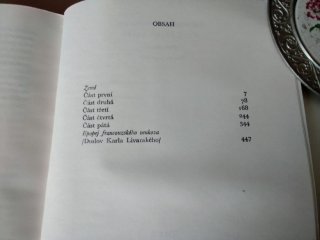 OBSAH
Zrod
Část první 7
Část druhá 78
Část třetí 168
Část čtvrtá 244
Část pátá 344
Epopej francouzského venkova
/Doslov Karla Livanského/ 447